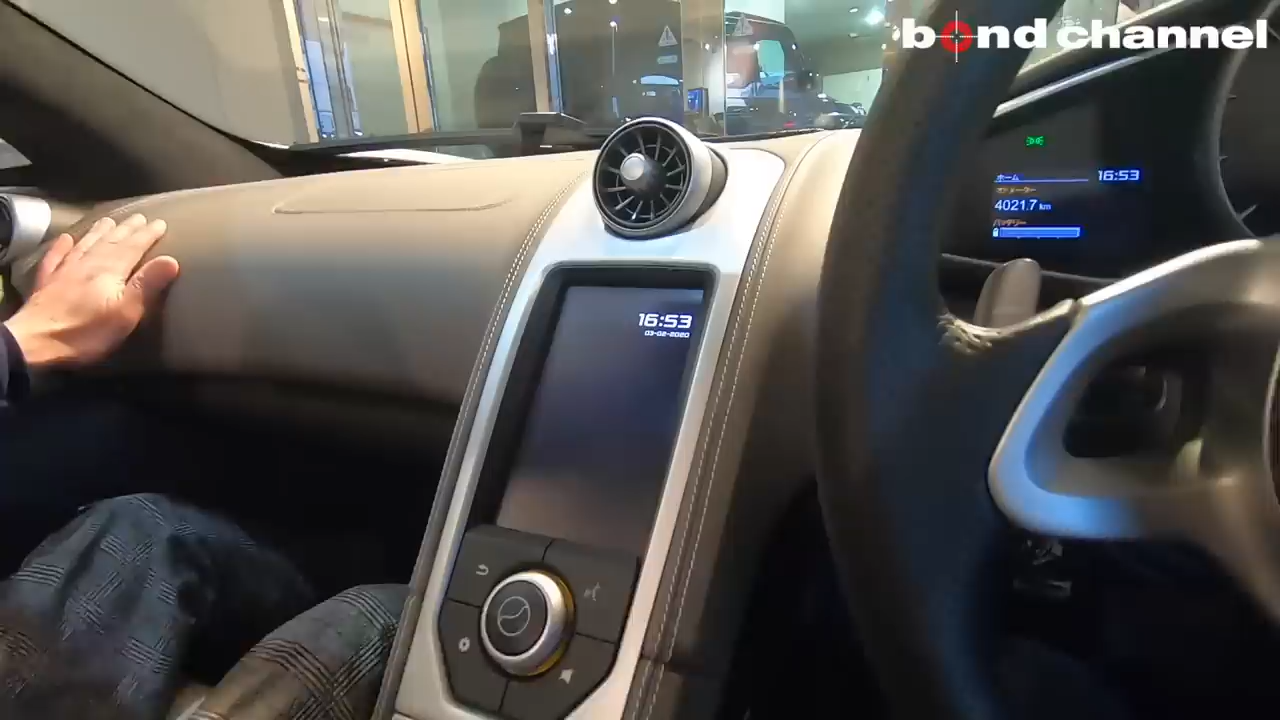 bond channel
ホーム 16:53
オドメーター
4021.7 km
バッテリー
16:53
03-02-2020